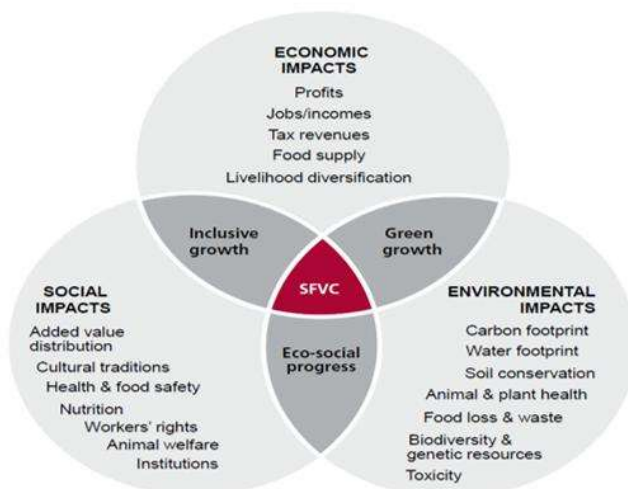 ECONOMIC
IMPACTS
Profits
Jobs/incomes
Tax revenues
Food supply
Livelihood diversification
Inclusive
growth
Green
growth
SFVC
SOCIAL
IMPACTS
Added value
distribution
Cultural traditions
Health & food safety
Nutrition
Workers' rights
Animal welfare
Institutions
Eco-social
progress
ENVIRONMENTAL
IMPACTS
Carbon footprint
Water footprint
Soil conservation
Animal & plant health
Food loss & waste
Biodiversity &
genetic resources
Toxicity